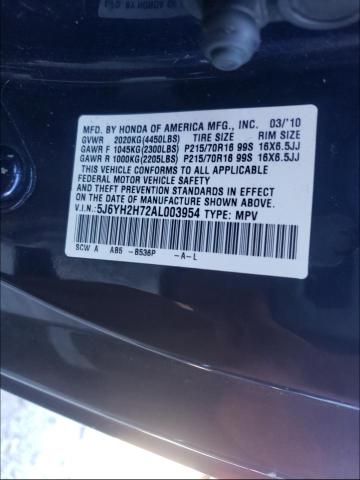 MFD. BY HONDA OF AMERICA MFG., INC. 03/'10
GVWR 2020KG(4450LBS) TIRE SIZE RIM SIZE
GAWR F 1045KG(2300LBS) P215/70R16 99S 16X6.5JJ
GAWR R 1000KG(2205LBS) P215/70R16 99S 16X6.5JJ
THIS VEHICLE CONFORMS TO ALL APPLICABLE
FEDERAL MOTOR VEHICLE SAFETY, BUMPER,
AND THEFT PREVENTION STANDARDS IN EFFECT
ON THE DATE OF MANUFACTURE SHOWN ABOVE.
V.I.N.:5J6YH2H72AL003954 TYPE: MPV
SCW A AB5 -B536P -A-L